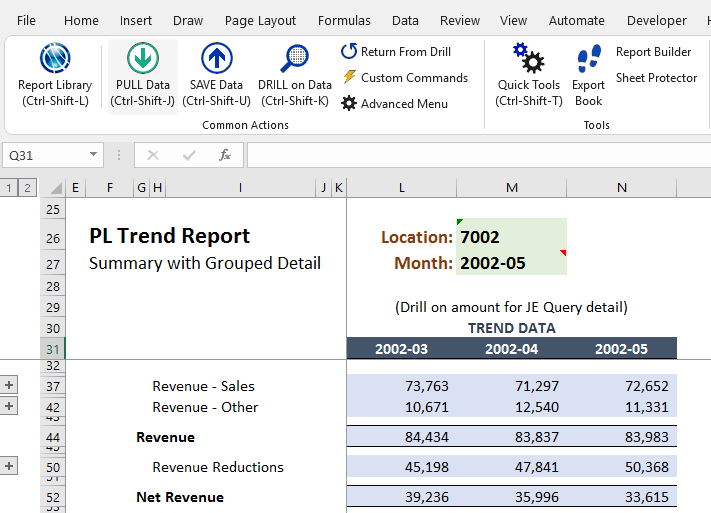 File Home Insert Draw Page Layout Formulas Data Review View Automate Developer
Report Library (Ctrl-Shift-L)
PULL Data (Ctrl-Shift-J)
SAVE Data (Ctrl-Shift-U)
DRILL on Data (Ctrl-Shift-K)
Return From Drill
Custom Commands
Advanced Menu
Common Actions
Quick Tools (Ctrl-Shift-T)
Export Book
Report Builder
Sheet Protector
Tools
Q31 fx
1 2 E F G H I J K L M N
25
26 PL Trend Report Location: 7002
27 Summary with Grouped Detail Month: 2002-05
28
29 (Drill on amount for JE Query detail)
30 TREND DATA
31 2002-03 2002-04 2002-05
32
37 Revenue - Sales 73,763 71,297 72,652
42 Revenue - Other 10,671 12,540 11,331
44 Revenue 84,434 83,837 83,983
50 Revenue Reductions 45,198 47,841 50,368
52 Net Revenue 39,236 35,996 33,615